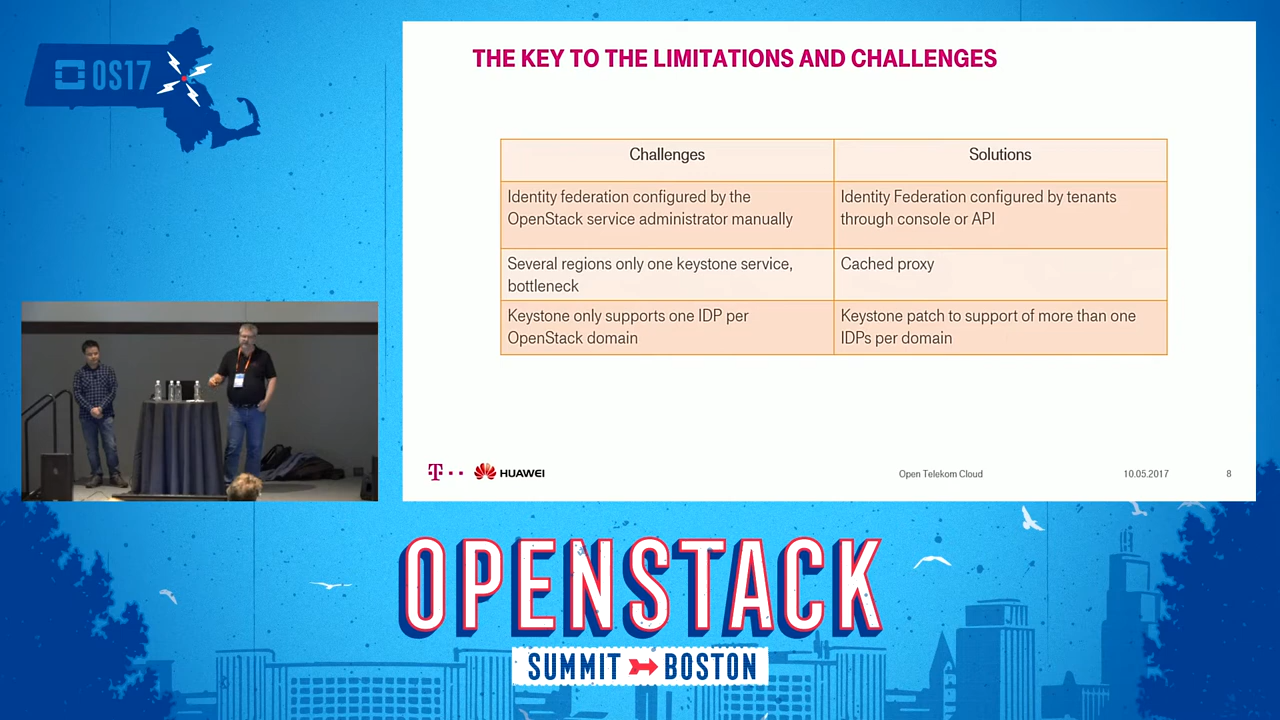 OS17
THE KEY TO THE LIMITATIONS AND CHALLENGES
Challenges
Solutions
Identity federation configured by the
OpenStack service administrator manually
Identity Federation configured by tenants
through console or API
Several regions only one keystone service,
bottleneck
Cached proxy
Keystone only supports one IDP per
OpenStack domain
Keystone patch to support of more than one
IDPs per domain
T
HUAWEI
Open Telekom Cloud
10.05.2017
8
OPENSTACK
SUMMIT BOSTON